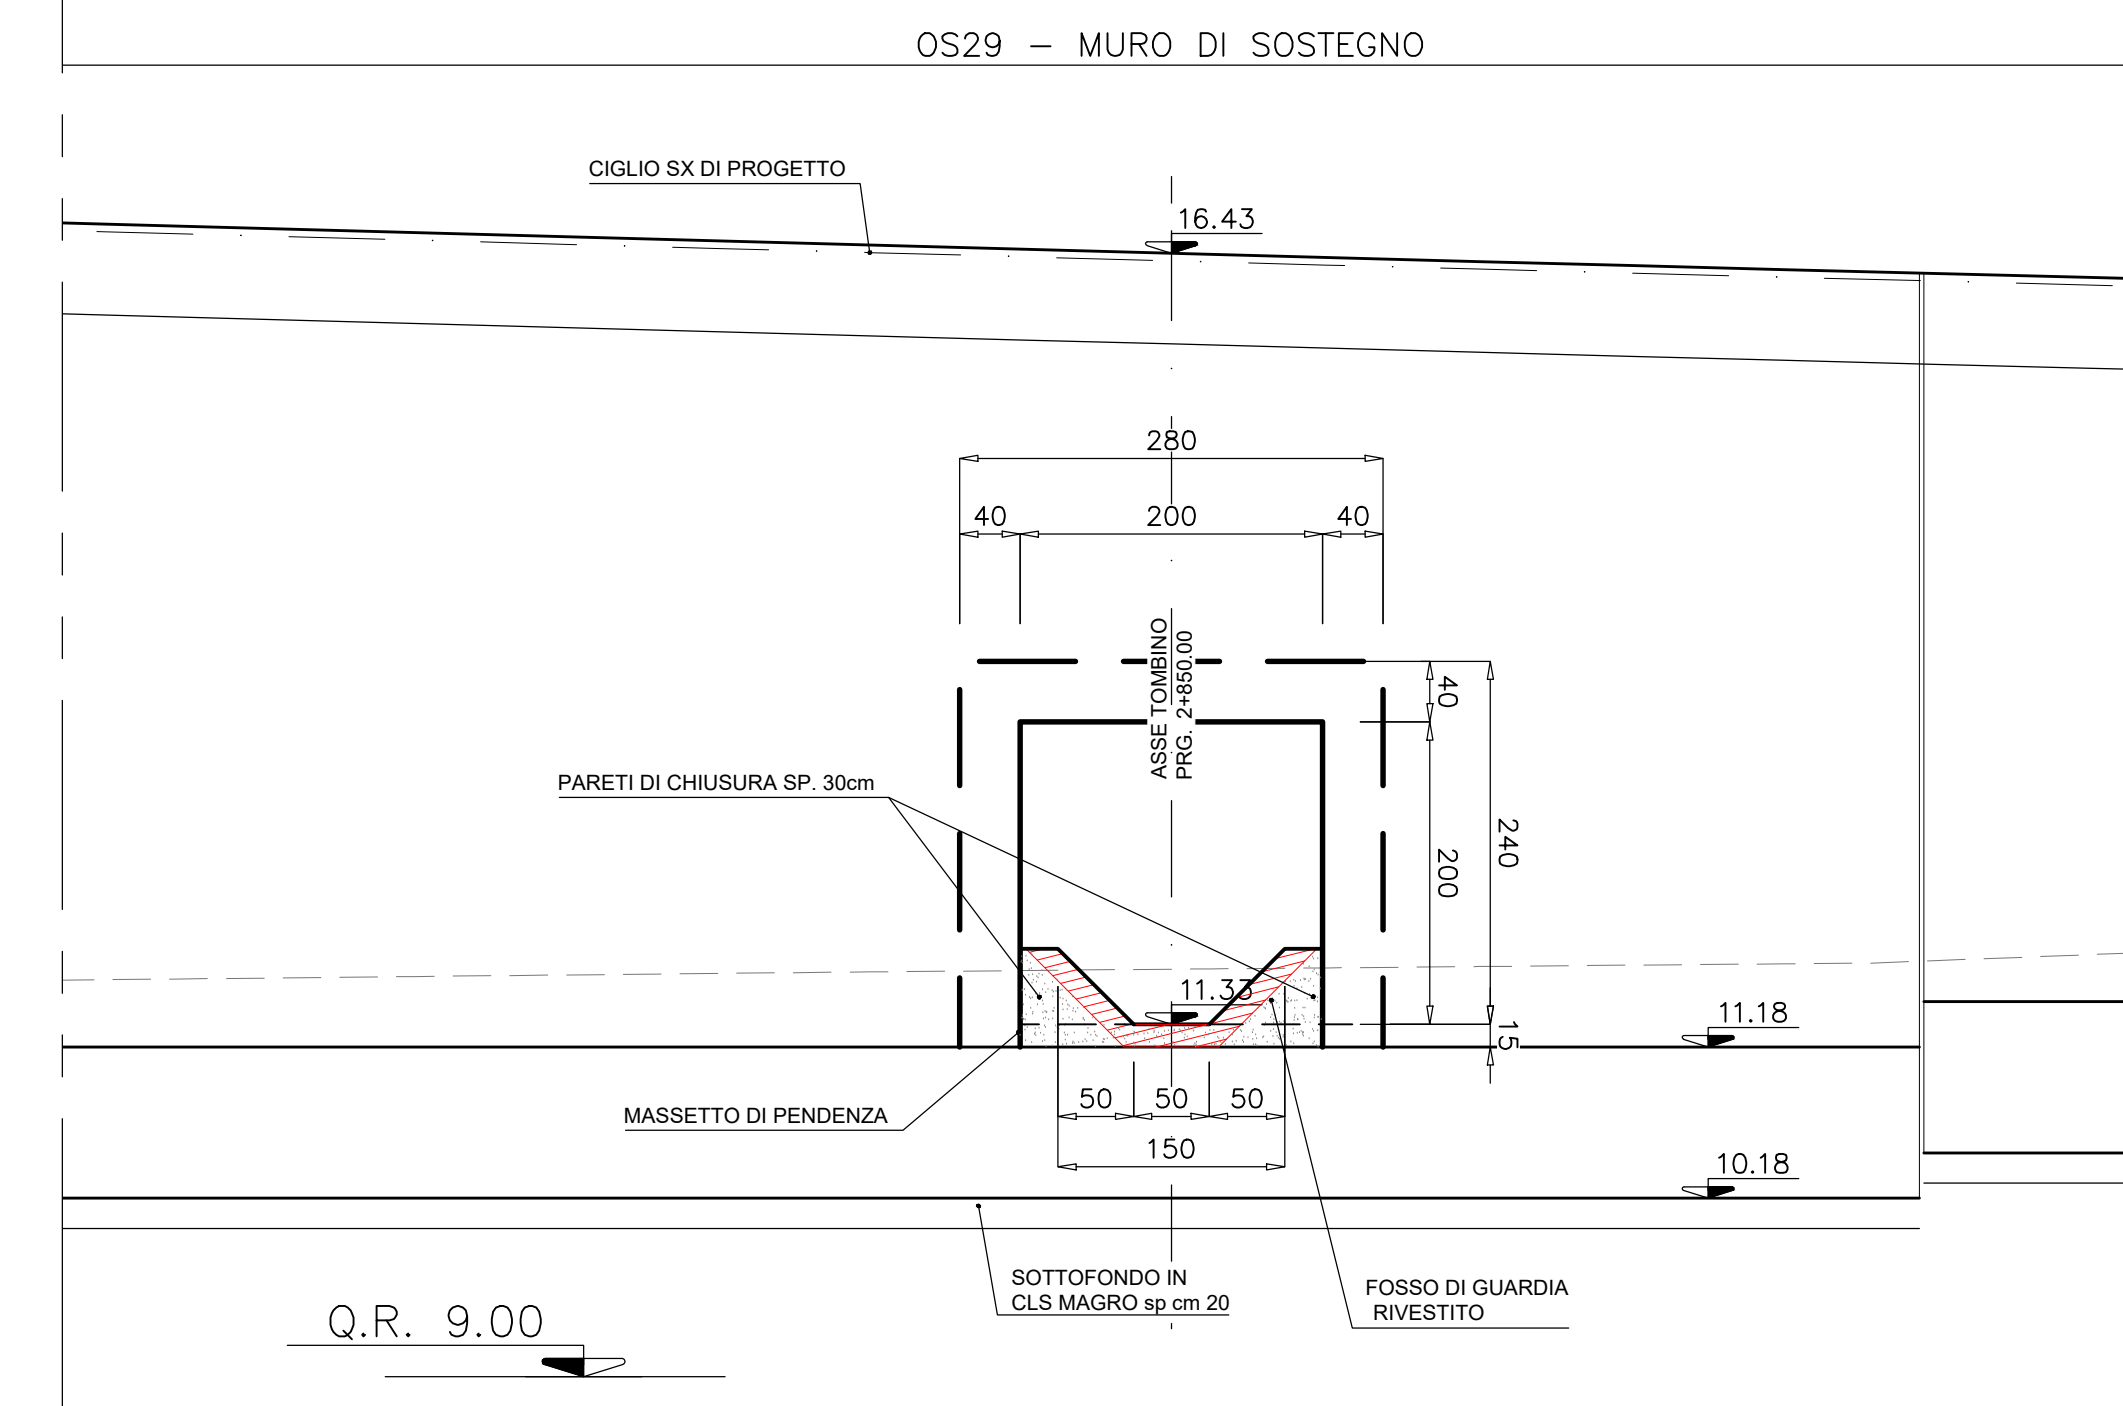 OS29 – MURO DI SOSTEGNO
CIGLIO SX DI PROGETTO
16.43
280
40
200
40
ASSE TOMBINO
PRG. 2+850.00
40
240
200
15
PARETI DI CHIUSURA SP. 30cm
11.33
11.18
50
50
50
MASSETTO DI PENDENZA
150
10.18
SOTTOFONDO IN
CLS MAGRO sp cm 20
FOSSO DI GUARDIA
RIVESTITO
Q.R. 9.00